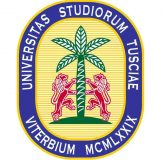 UNIVERSITAS STUDIORUM TUSCIAE
VITERBIUM MCMLXXIX